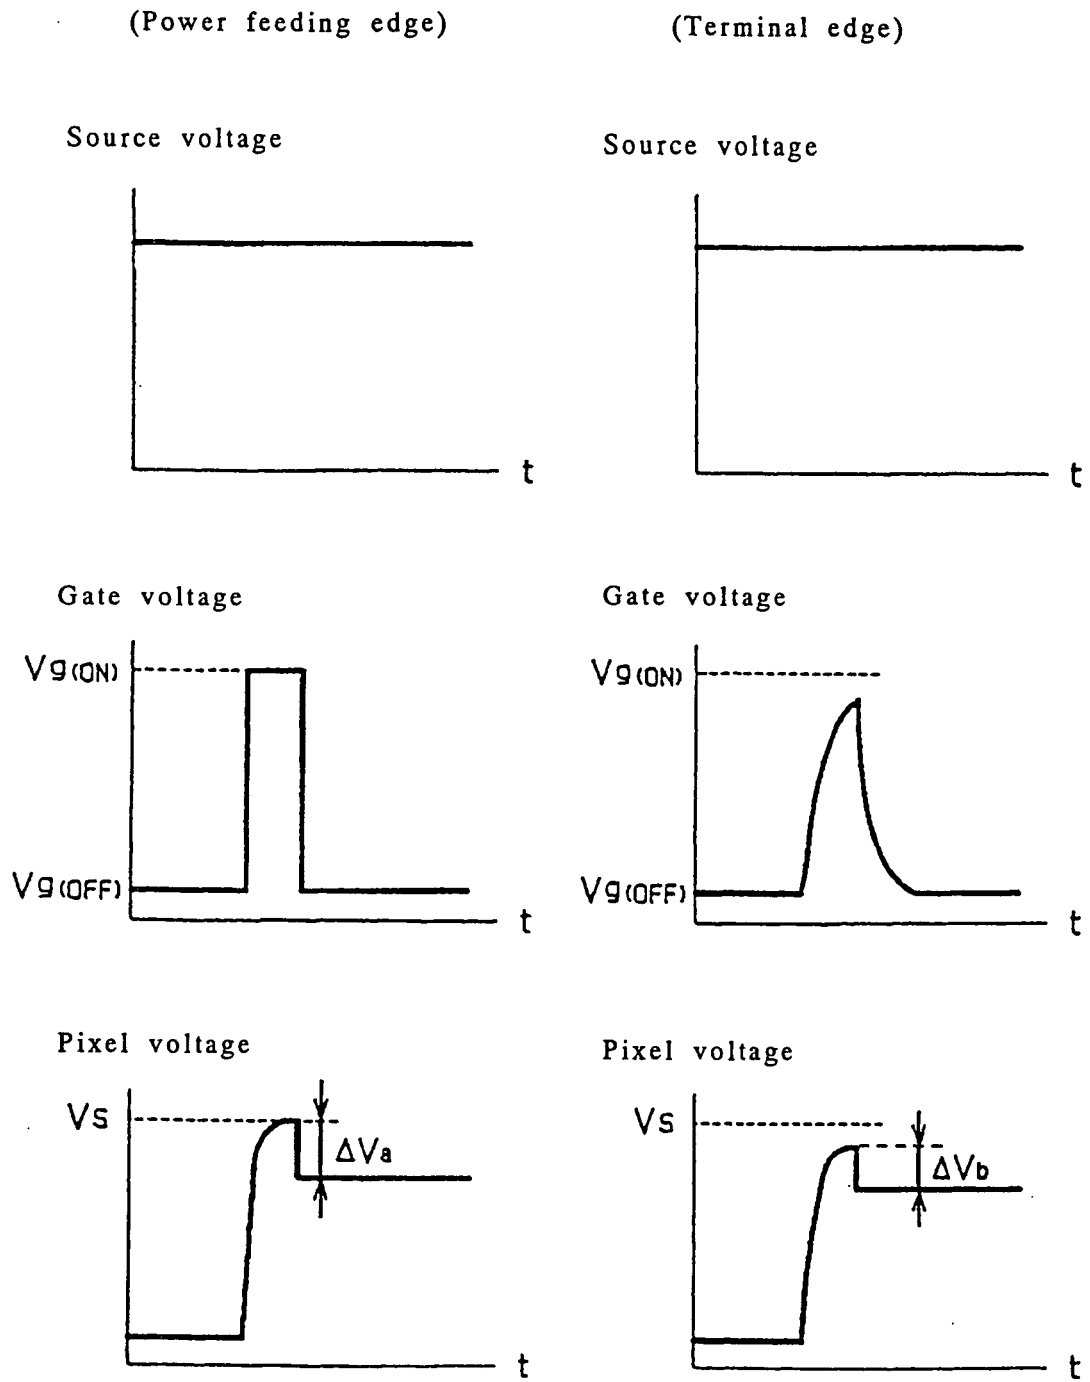 (Power feeding edge)
(Terminal edge)
Source voltage
Source voltage
t
t
Gate voltage
Gate voltage
Vg(ON)
Vg(ON)
Vg(OFF)
Vg(OFF)
t
t
Pixel voltage
Pixel voltage
Vs
Vs
ΔVa
ΔVb
t
t